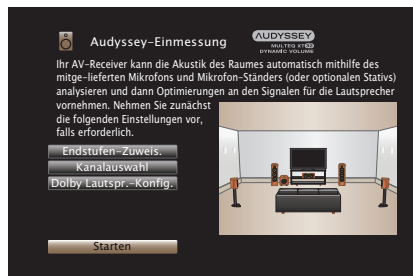 Audyssey-Einmessung
AUDYSSEY
MULTEQ XT32
DYNAMIC VOLUME
Ihr AV-Receiver kann die Akustik des Raumes automatisch mithilfe des
mitge-lieferten Mikrofons und Mikrofon-Ständers (oder optionalen Stativs)
analysieren und dann Optimierungen an den Signalen für die Lautsprecher
vornehmen. Nehmen Sie zunächst
die folgenden Einstellungen vor,
falls erforderlich.
Endstufen-Zuweis.
Kanalauswahl
Dolby Lautspr.-Konfig.
Starten